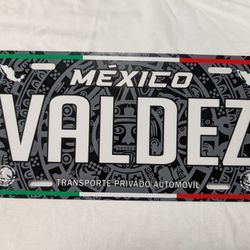 MÉXICO
VALDEZ
TRANSPORTE PRIVADO AUTOMOVIL